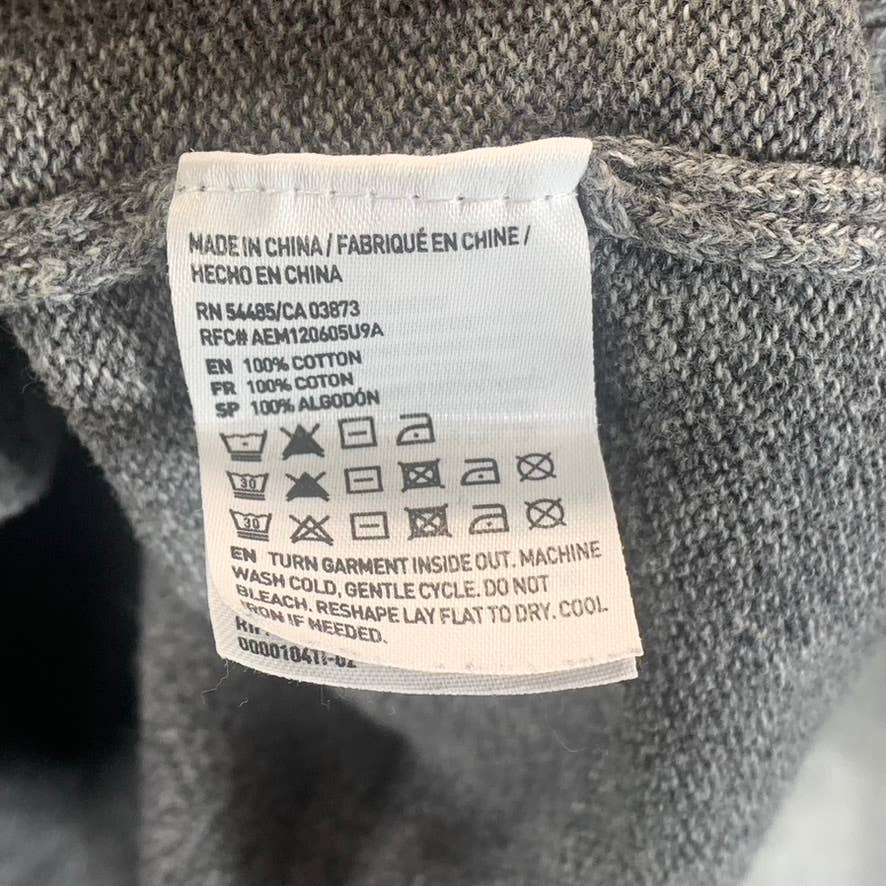 MADE IN CHINA / FABRIQUÉ EN CHINE /
HECHO EN CHINA
RN 54485/CA 03873
RFC# AEM120605U9A
EN 100% COTTON
FR 100% COTON
SP 100% ALGODÓN
30
30
EN TURN GARMENT INSIDE OUT. MACHINE
WASH COLD, GENTLE CYCLE. DO NOT
BLEACH. RESHAPE LAY FLAT TO DRY. COOL
IRON IF NEEDED.